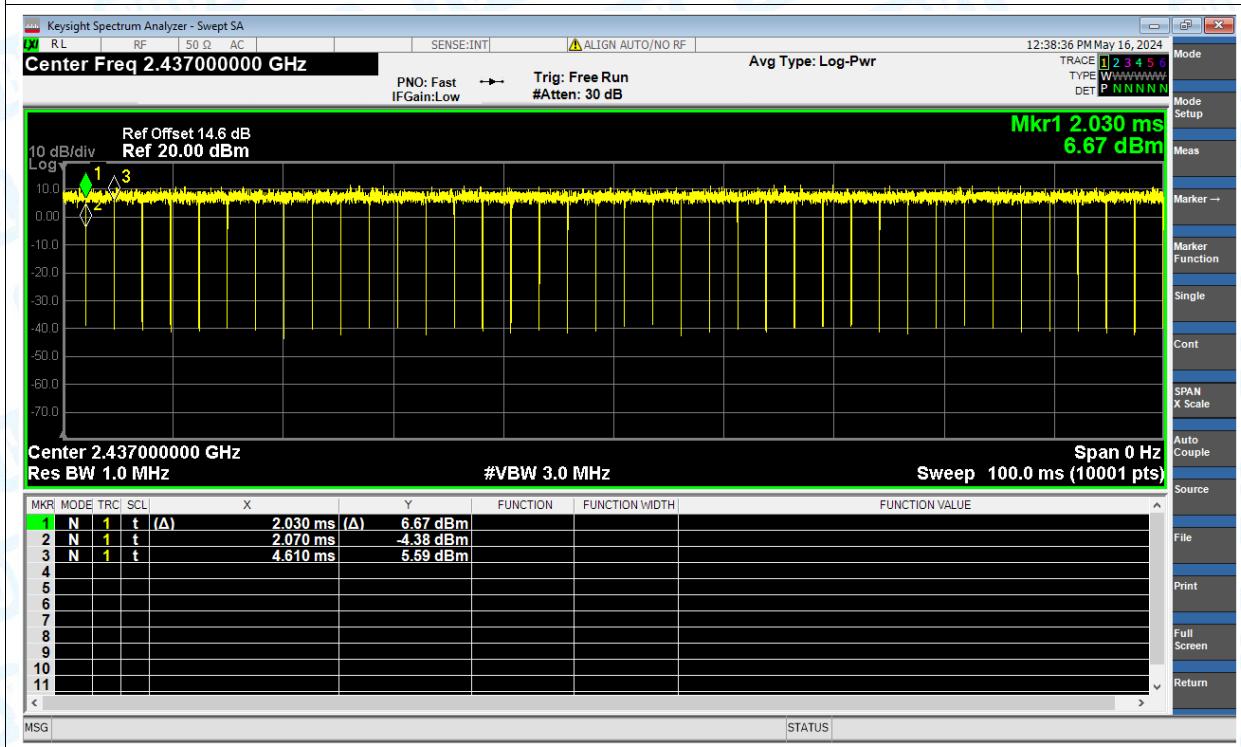 Keysight Spectrum Analyzer - Swept SA
LXI RL RF 50 Ω AC SENSE:INT ALIGN AUTO/NO RF 12:38:36 PM May 16, 2024
Center Freq 2.437000000 GHz Avg Type: Log-Pwr TRACE 1 2 3 4 5 6
PNO: Fast Trig: Free Run TYPE WWWWWW
IFGain:Low #Atten: 30 dB DET P N N N N N
Mkr1 2.030 ms
Ref Offset 14.6 dB
10 dB/div Ref 20.00 dBm 6.67 dBm
Log
1
3
2
10.0
0.00
-10.0
-20.0
-30.0
-40.0
-50.0
-60.0
-70.0
Center 2.437000000 GHz Span 0 Hz
Res BW 1.0 MHz #VBW 3.0 MHz Sweep 100.0 ms (10001 pts)
MKR MODE TRC SCL X Y FUNCTION FUNCTION WIDTH FUNCTION VALUE
1 N 1 t (Δ) 2.030 ms (Δ) 6.67 dBm
2 N 1 t 2.070 ms -4.38 dBm
3 N 1 t 4.610 ms 5.59 dBm
4
5
6
7
8
9
10
11
MSG STATUS
Mode
Mode
Setup
Meas
Marker →
Marker
Function
Single
Cont
SPAN
X Scale
Auto
Couple
Source
File
Print
Full
Screen
Return